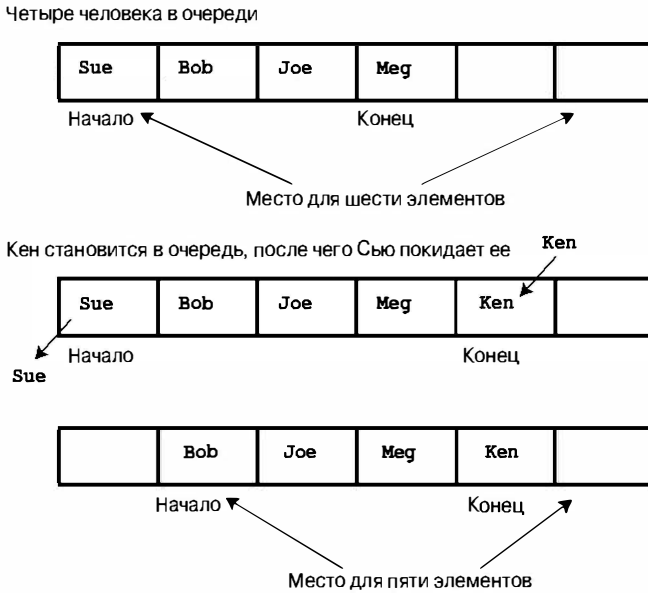 Четыре человека в очереди
Sue Bob Joe Meg
Начало Конец
Место для шести элементов
Кен становится в очередь, после чего Сью покидает ее Ken
Sue Bob Joe Meg Ken
Начало Конец
Sue
Bob Joe Meg Ken
Начало Конец
Место для пяти элементов